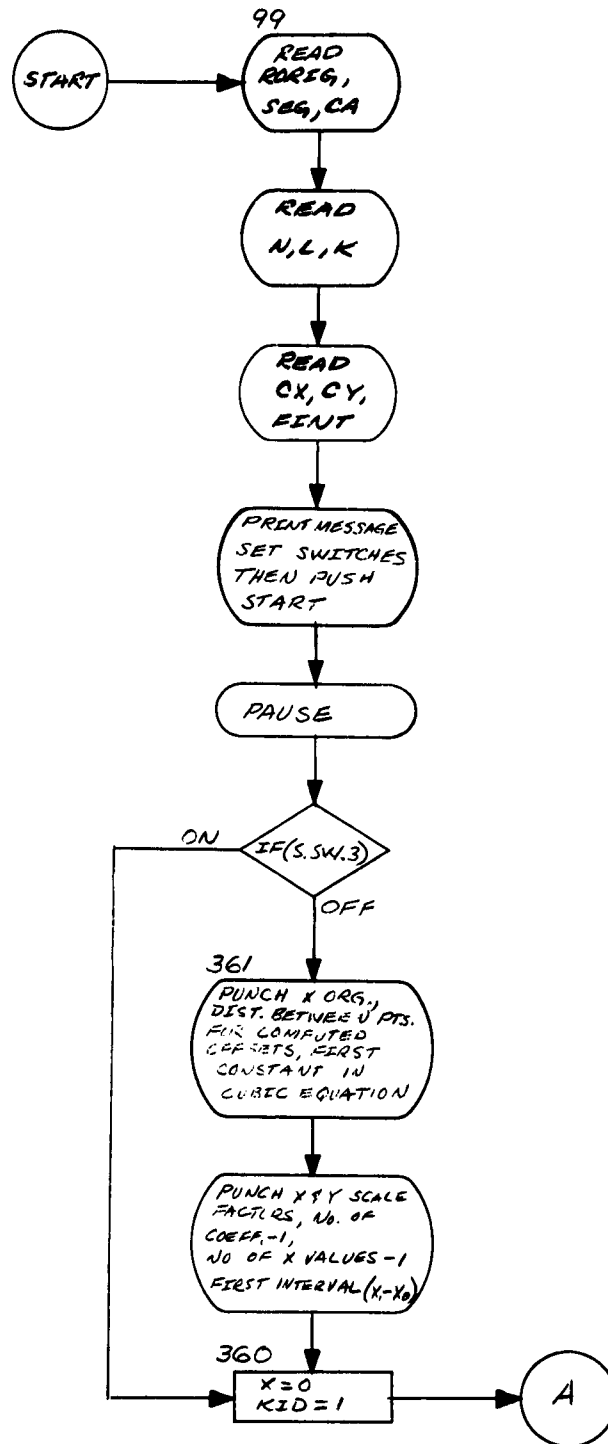 99
START
READ
RORIG,
SEG, CA
READ
N, L, K
READ
CX, CY,
FINT
PRINT MESSAGE
SET SWITCHES
THEN PUSH
START
PAUSE
ON
IF (S.SW.3)
OFF
361
PUNCH X ORG.,
DIST. BETWEEN PTS.
FOR COMPUTED
OFFSETS, FIRST
CONSTANT IN
CUBIC EQUATION
PUNCH X & Y SCALE
FACTORS, NO. OF
COEFF.-1,
NO OF X VALUES -1
FIRST INTERVAL (X,-X0)
360
X=0
KID=1
A